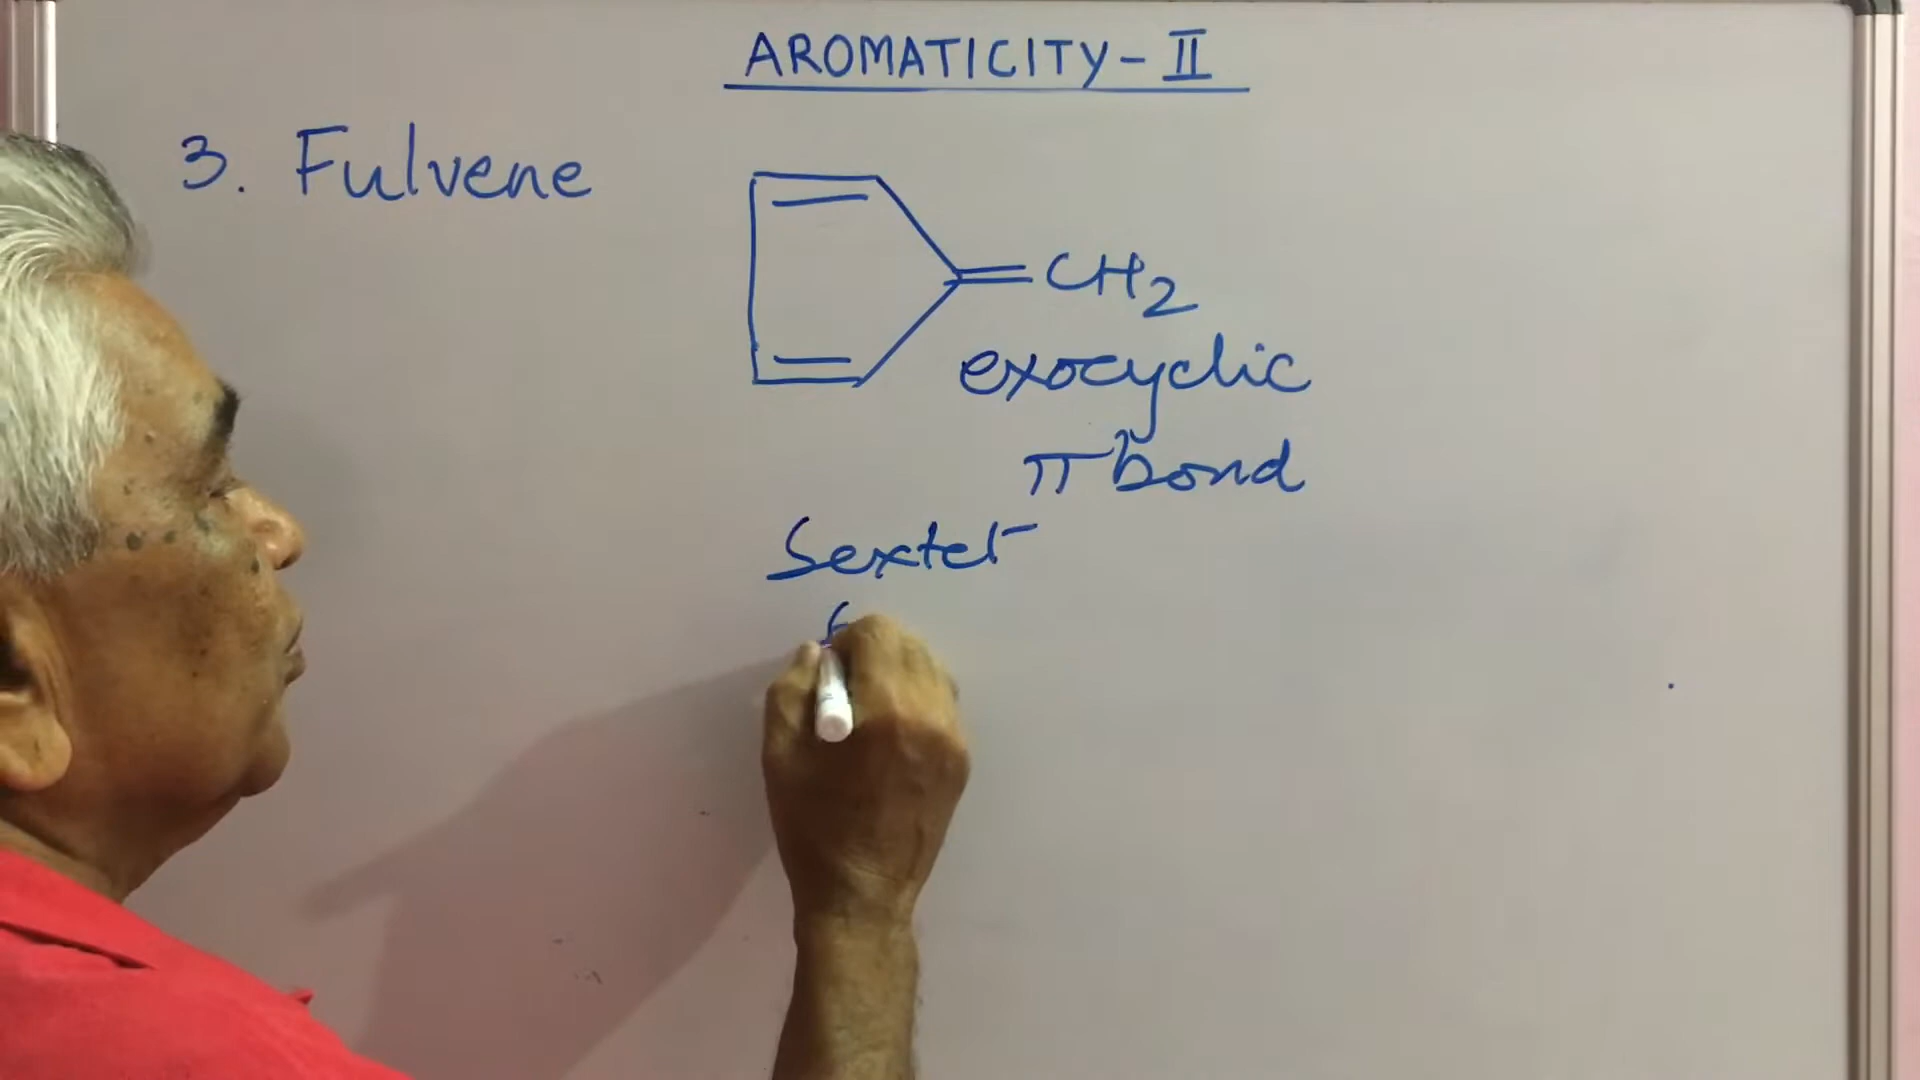 AROMATICITY - II
3. Fulvene
=CH2
exocyclic
π bond
Sextet